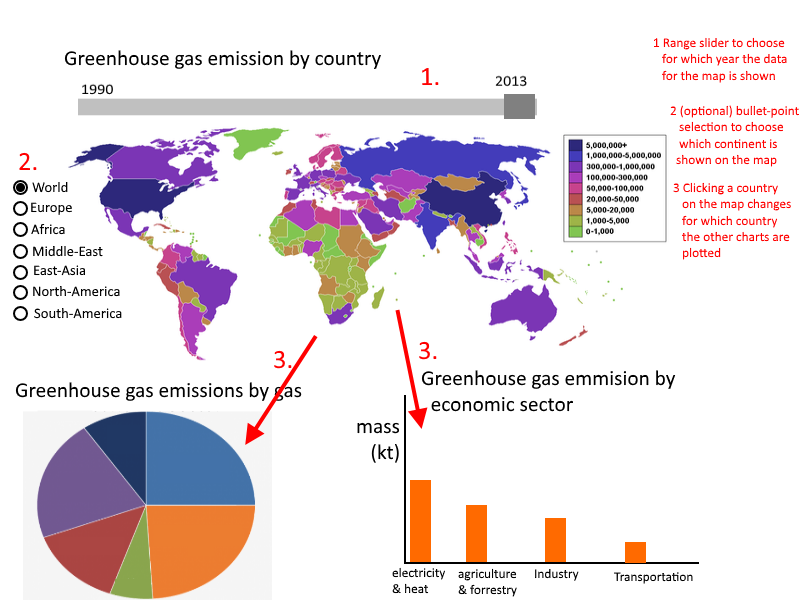 Greenhouse gas emission by country
1.
1990
2013
1 Range slider to choose
for which year the data
for the map is shown
2 (optional) bullet-point
selection to choose
which continent is
shown on the map
3 Clicking a country
on the map changes
for which country
the other charts are
plotted
2.
World
Europe
Africa
Middle-East
East-Asia
North-America
South-America
5,000,000+
1,000,000-5,000,000
300,000-1,000,000
100,000-300,000
50,000-100,000
20,000-50,000
5,000-20,000
1,000-5,000
0-1,000
3.
3.
Greenhouse gas emissions by gas
Greenhouse gas emmision by
economic sector
mass
(kt)
electricity
& heat
agriculture
& forrestry
Industry
Transportation